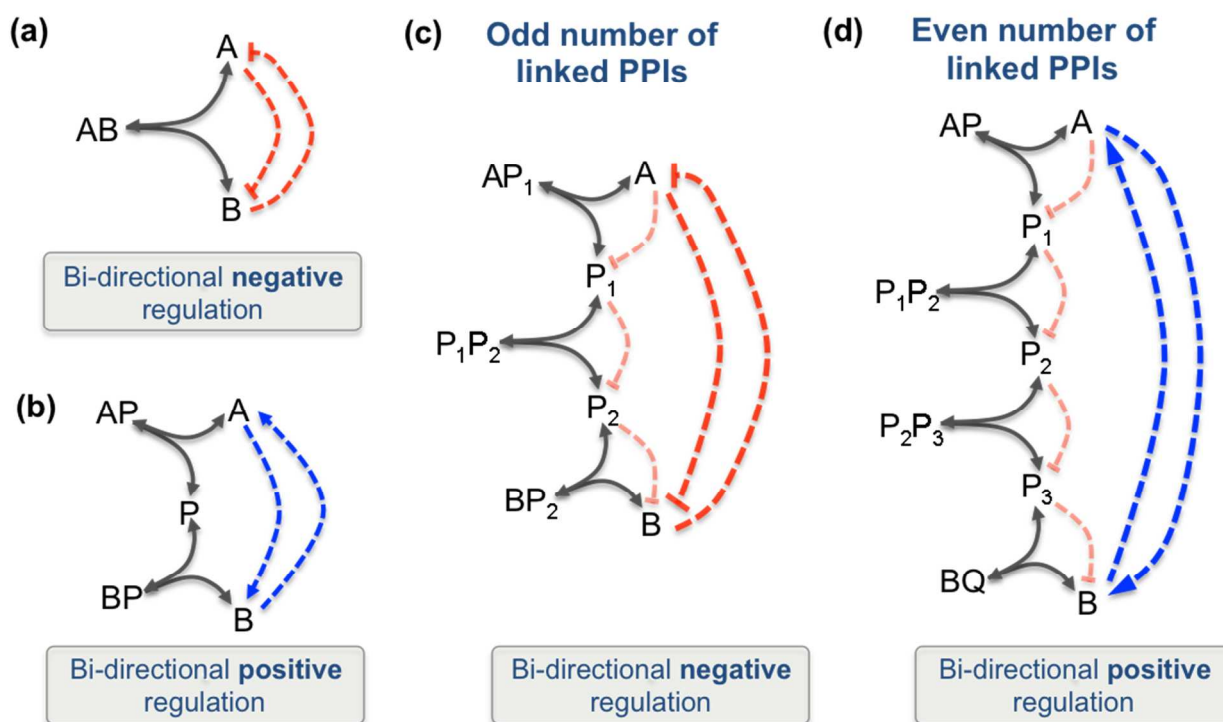 (a)
A
AB
B
Bi-directional negative
regulation
(b)
AP
A
P
BP
B
Bi-directional positive
regulation
(c)
Odd number of
linked PPIs
AP₁
A
P₁
P₁P₂
P₂
BP₂
B
Bi-directional negative
regulation
(d)
Even number of
linked PPIs
AP
A
P₁
P₁P₂
P₂
P₂P₃
P₃
BQ
B
Bi-directional positive
regulation